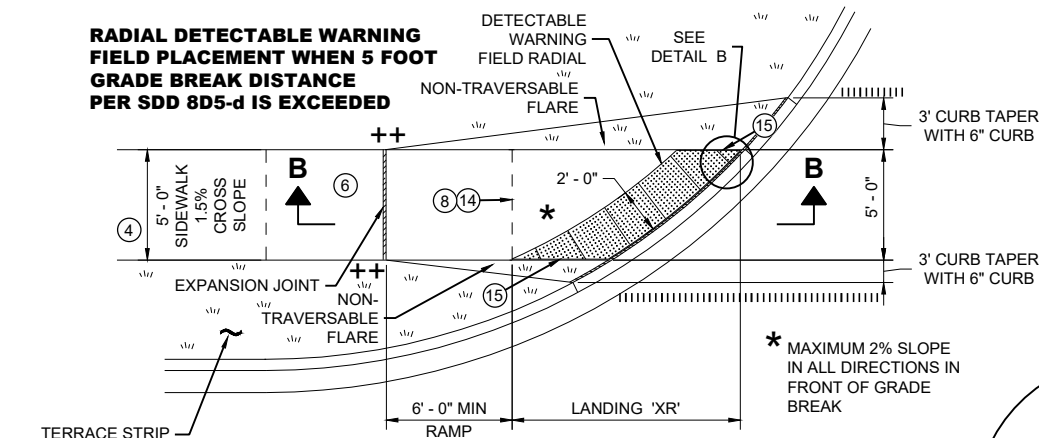 RADIAL DETECTABLE WARNING
FIELD PLACEMENT WHEN 5 FOOT
GRADE BREAK DISTANCE
PER SDD 8D5-d IS EXCEEDED
DETECTABLE
WARNING
FIELD RADIAL
SEE
DETAIL B
NON-TRAVERSABLE
FLARE
3' CURB TAPER
WITH 6" CURB
++
15
4
5' - 0"
SIDEWALK
1.5%
CROSS
SLOPE
B
6
8 14
*
2' - 0"
B
5' - 0"
++
EXPANSION JOINT
NON-
TRAVERSABLE
FLARE
15
3' CURB TAPER
WITH 6" CURB
* MAXIMUM 2% SLOPE
IN ALL DIRECTIONS IN
FRONT OF GRADE
BREAK
TERRACE STRIP
6' - 0" MIN
RAMP
LANDING 'XR'